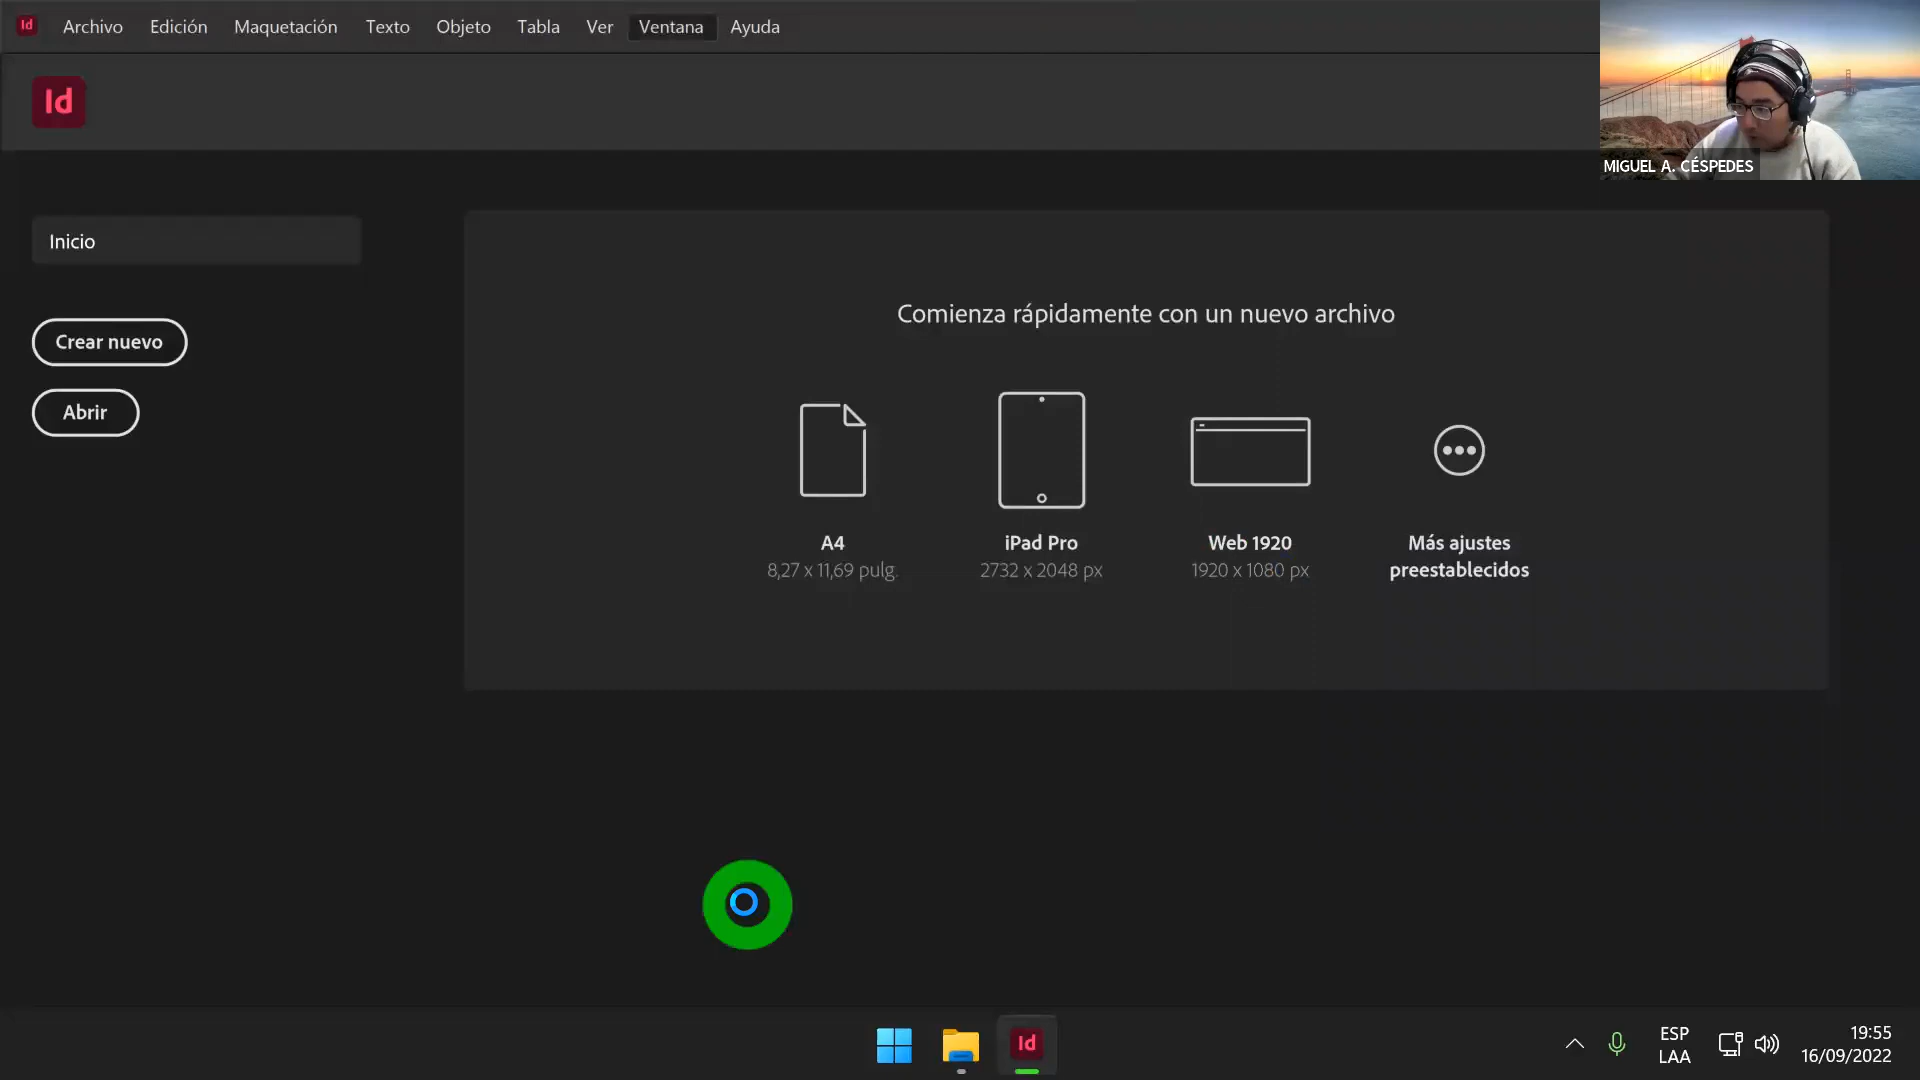 Id Archivo Edición Maquetación Texto Objeto Tabla Ver Ventana Ayuda
Id
MIGUEL A. CÉSPEDES
Inicio
Crear nuevo
Abrir
Comienza rápidamente con un nuevo archivo
A4
8,27 x 11,69 pulg.
iPad Pro
2732 x 2048 px
Web 1920
1920 x 1080 px
Más ajustes
preestablecidos
Id
ESP
LAA
19:55
16/09/2022